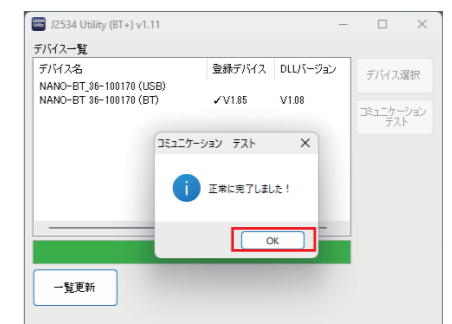 J2534 Utility (BT+) v1.11
デバイス一覧
デバイス名 登録デバイス DLLバージョン
NANO-BT_36-100170 (USB)
NANO-BT 36-100170 (BT) ✓V1.85 V1.08
デバイス選択
コミュニケーション
テスト
コミュニケーション テスト
正常に完了しました!
OK
一覧更新